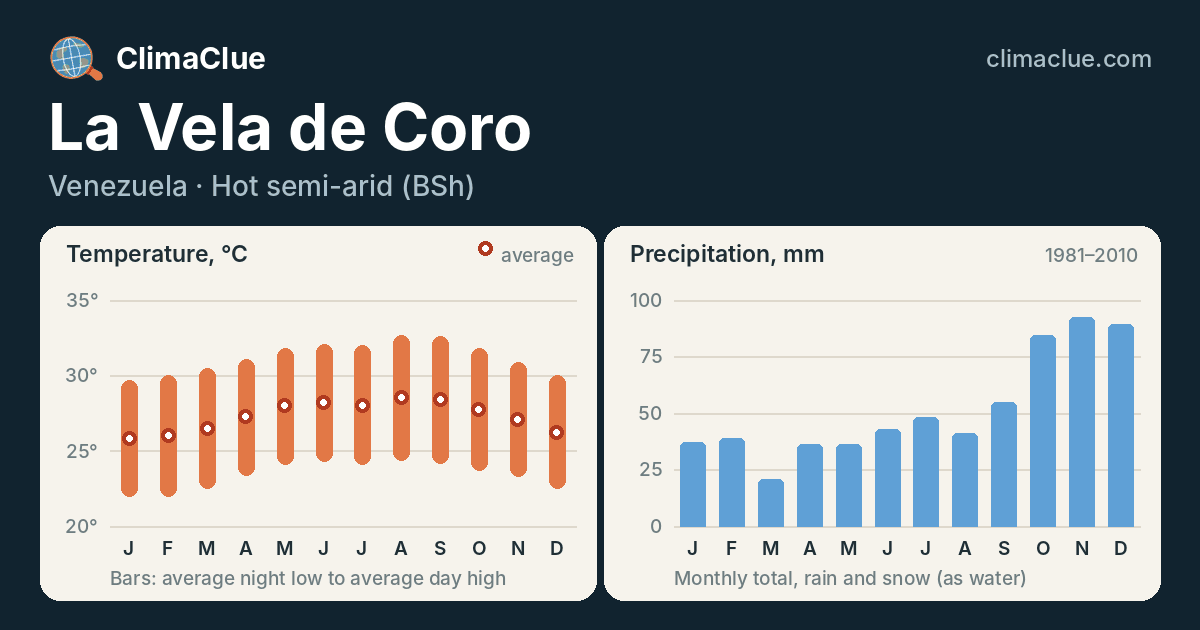 ClimaClue
climaclue.com
La Vela de Coro
Venezuela · Hot semi-arid (BSh)
Temperature, °C
average
35°
30°
25°
20°
J F M A M J J A S O N D
Bars: average night low to average day high
Precipitation, mm
1981–2010
100
75
50
25
0
J F M A M J J A S O N D
Monthly total, rain and snow (as water)